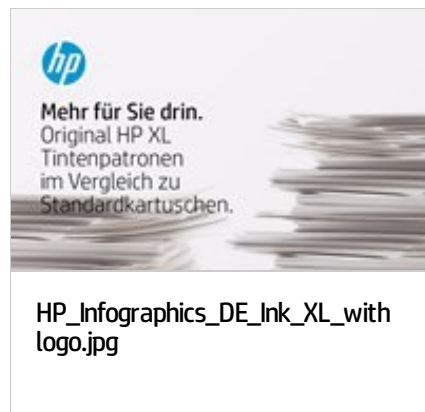 hp
Mehr für Sie drin.
Original HP XL
Tintenpatronen
im Vergleich zu
Standardkartuschen.
HP_Infographics_DE_Ink_XL_with
logo.jpg